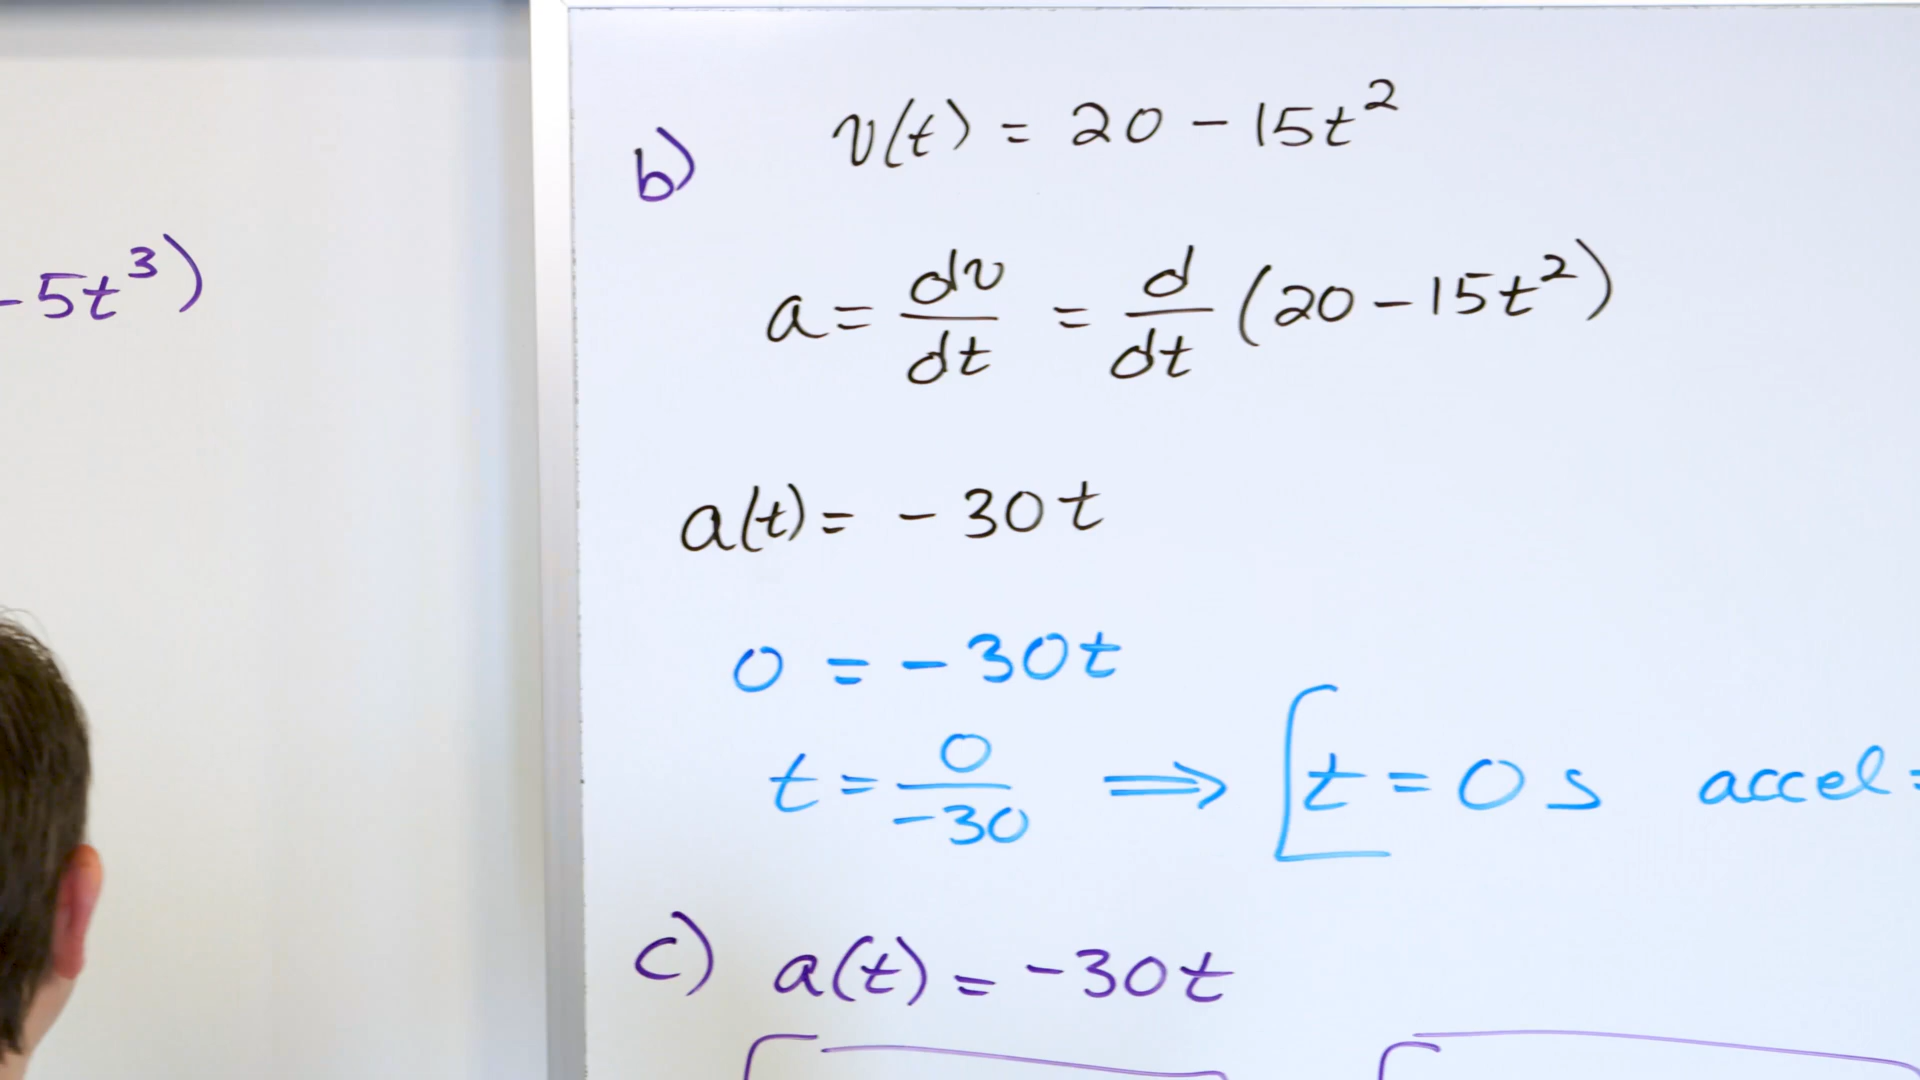 - 5t³)
b) v(t) = 20 - 15t²
a = dv/dt = d/dt (20 - 15t²)
a(t) = - 30t
0 = - 30t
t = 0/-30 ⟹ [t = 0 s accel =
c) a(t) = -30t